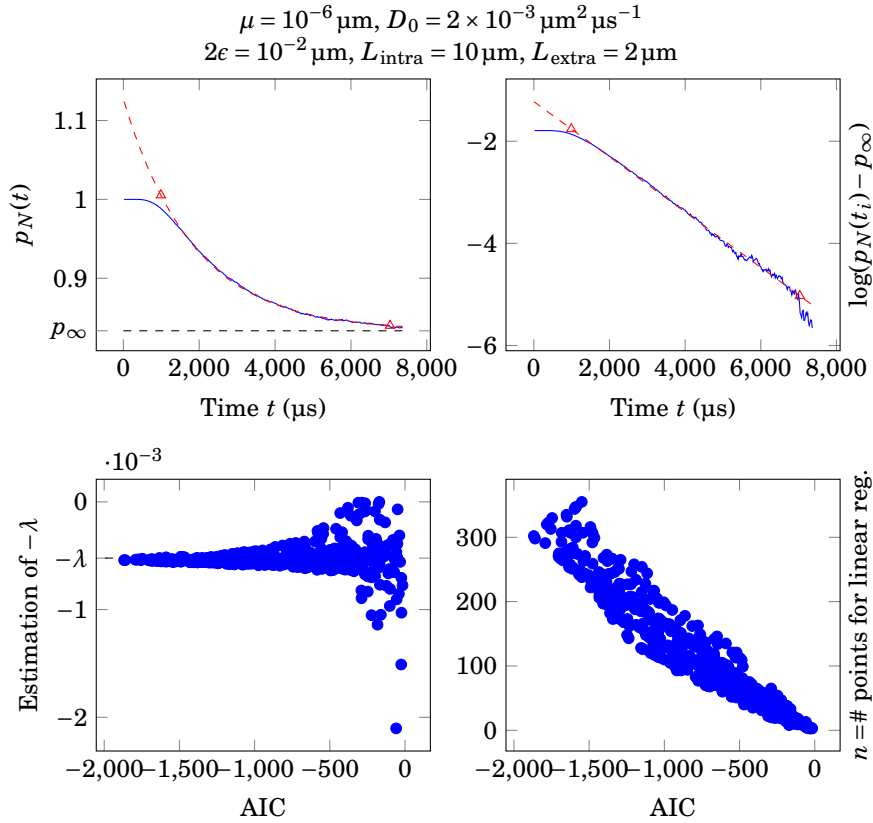 μ = 10⁻⁶ μm, D₀ = 2 × 10⁻³ μm² μs⁻¹
2ϵ = 10⁻² μm, L_intra = 10 μm, L_extra = 2 μm
p_N(t)
1.1
1
0.9
p_∞
0 2,000 4,000 6,000 8,000
Time t (μs)
log(p_N(t_i) − p_∞)
−2
−4
−6
0 2,000 4,000 6,000 8,000
Time t (μs)
·10⁻³
Estimation of −λ
0
−λ
−1
−2
−2,000 −1,500 −1,000 −500 0
AIC
n = # points for linear reg.
300
200
100
0
−2,000 −1,500 −1,000 −500 0
AIC